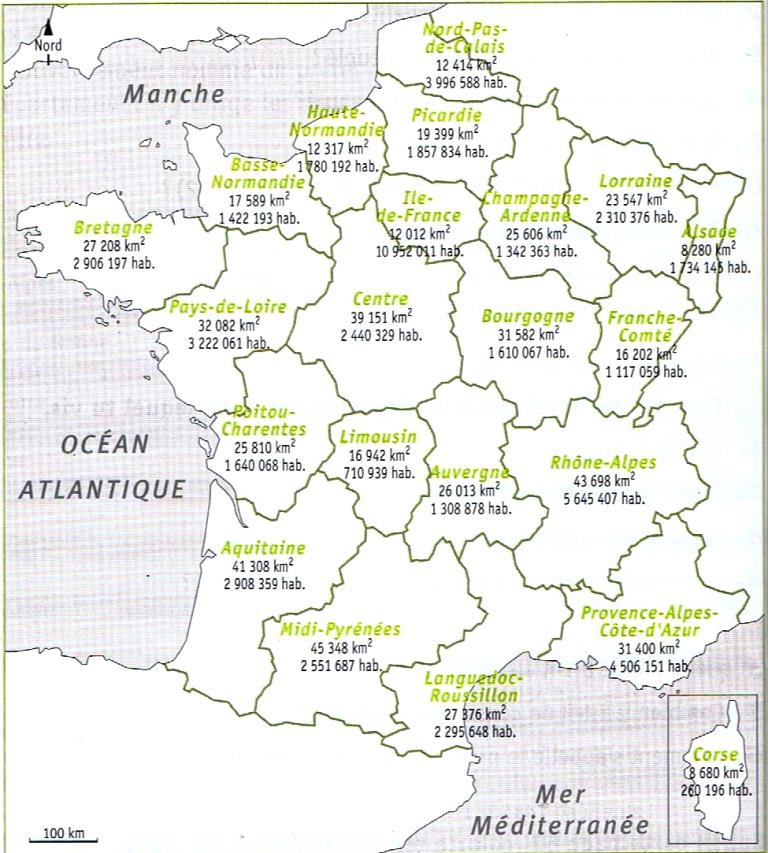 Nord
Manche
Nord-Pas-
de-Calais
12 414 km²
3 996 588 hab.
Haute-
Normandie
12 317 km²
1 780 192 hab.
Picardie
19 399 km²
1 857 834 hab.
Basse-
Normandie
17 589 km²
1 422 193 hab.
Ile-
de-France
12 012 km²
10 952 011 hab.
Champagne-
Ardenne
25 606 km²
1 342 363 hab.
Lorraine
23 547 km²
2 310 376 hab.
Alsace
8 280 km²
1 734 145 hab.
Bretagne
27 208 km²
2 906 197 hab.
Pays-de-Loire
32 082 km²
3 222 061 hab.
Centre
39 151 km²
2 440 329 hab.
Bourgogne
31 582 km²
1 610 067 hab.
Franche-
Comté
16 202 km²
1 117 059 hab.
OCÉAN
ATLANTIQUE
Poitou-
Charentes
25 810 km²
1 640 068 hab.
Limousin
16 942 km²
710 939 hab.
Auvergne
26 013 km²
1 308 878 hab.
Rhône-Alpes
43 698 km²
5 645 407 hab.
Aquitaine
41 308 km²
2 908 359 hab.
Midi-Pyrénées
45 348 km²
2 551 687 hab.
Provence-Alpes-
Côte-d'Azur
31 400 km²
4 506 151 hab.
Languedoc-
Roussillon
27 376 km²
2 295 648 hab.
Corse
8 680 km²
260 196 hab.
Mer
Méditerranée
100 km